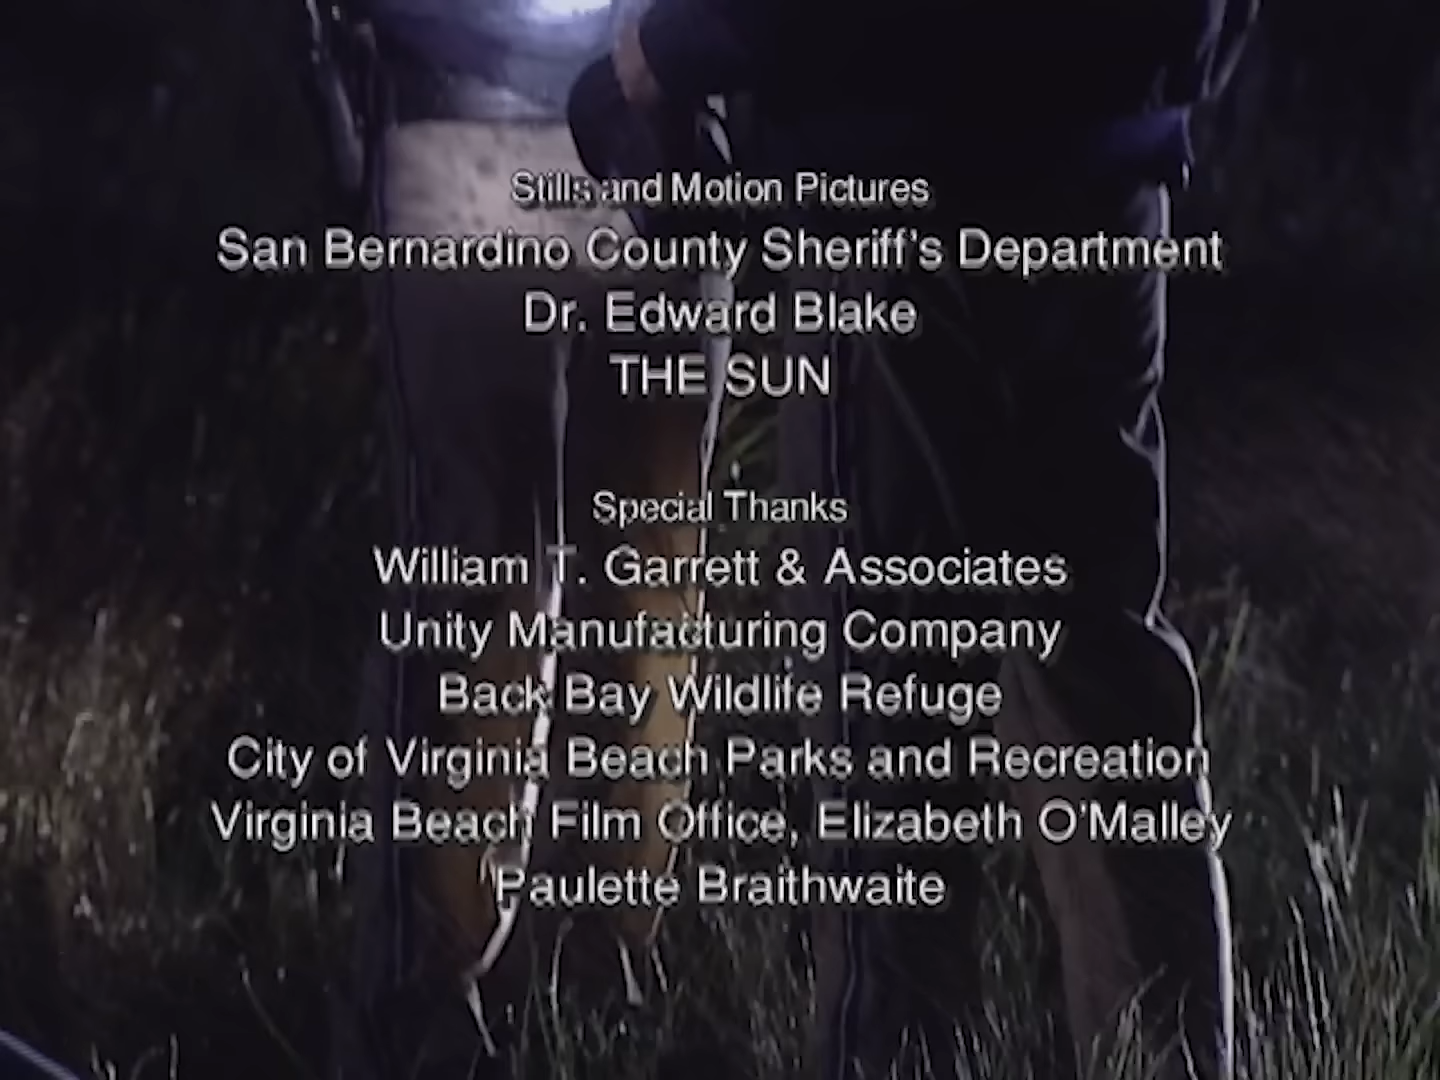 Stills and Motion Pictures
San Bernardino County Sheriff's Department
Dr. Edward Blake
THE SUN
Special Thanks
William T. Garrett & Associates
Unity Manufacturing Company
Back Bay Wildlife Refuge
City of Virginia Beach Parks and Recreation
Virginia Beach Film Office, Elizabeth O'Malley
Paulette Braithwaite